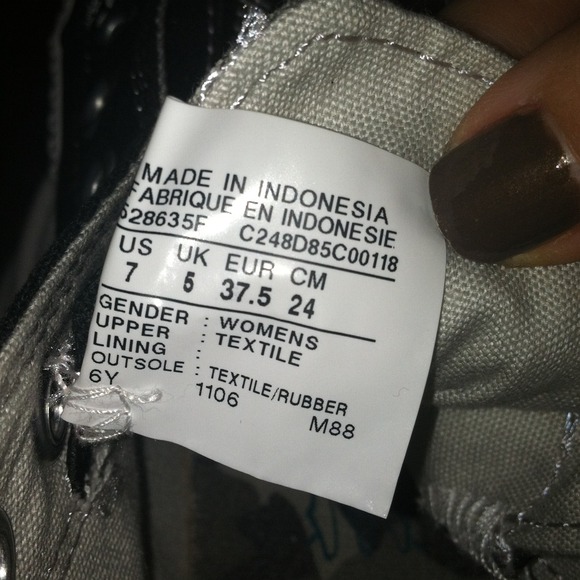 MADE IN INDONESIA
FABRIQUE EN INDONESIE
528635F C248D85C00118
US UK EUR CM
7 5 37.5 24
GENDER : WOMENS
UPPER : TEXTILE
LINING :
OUTSOLE : TEXTILE/RUBBER
6Y 1106 M88